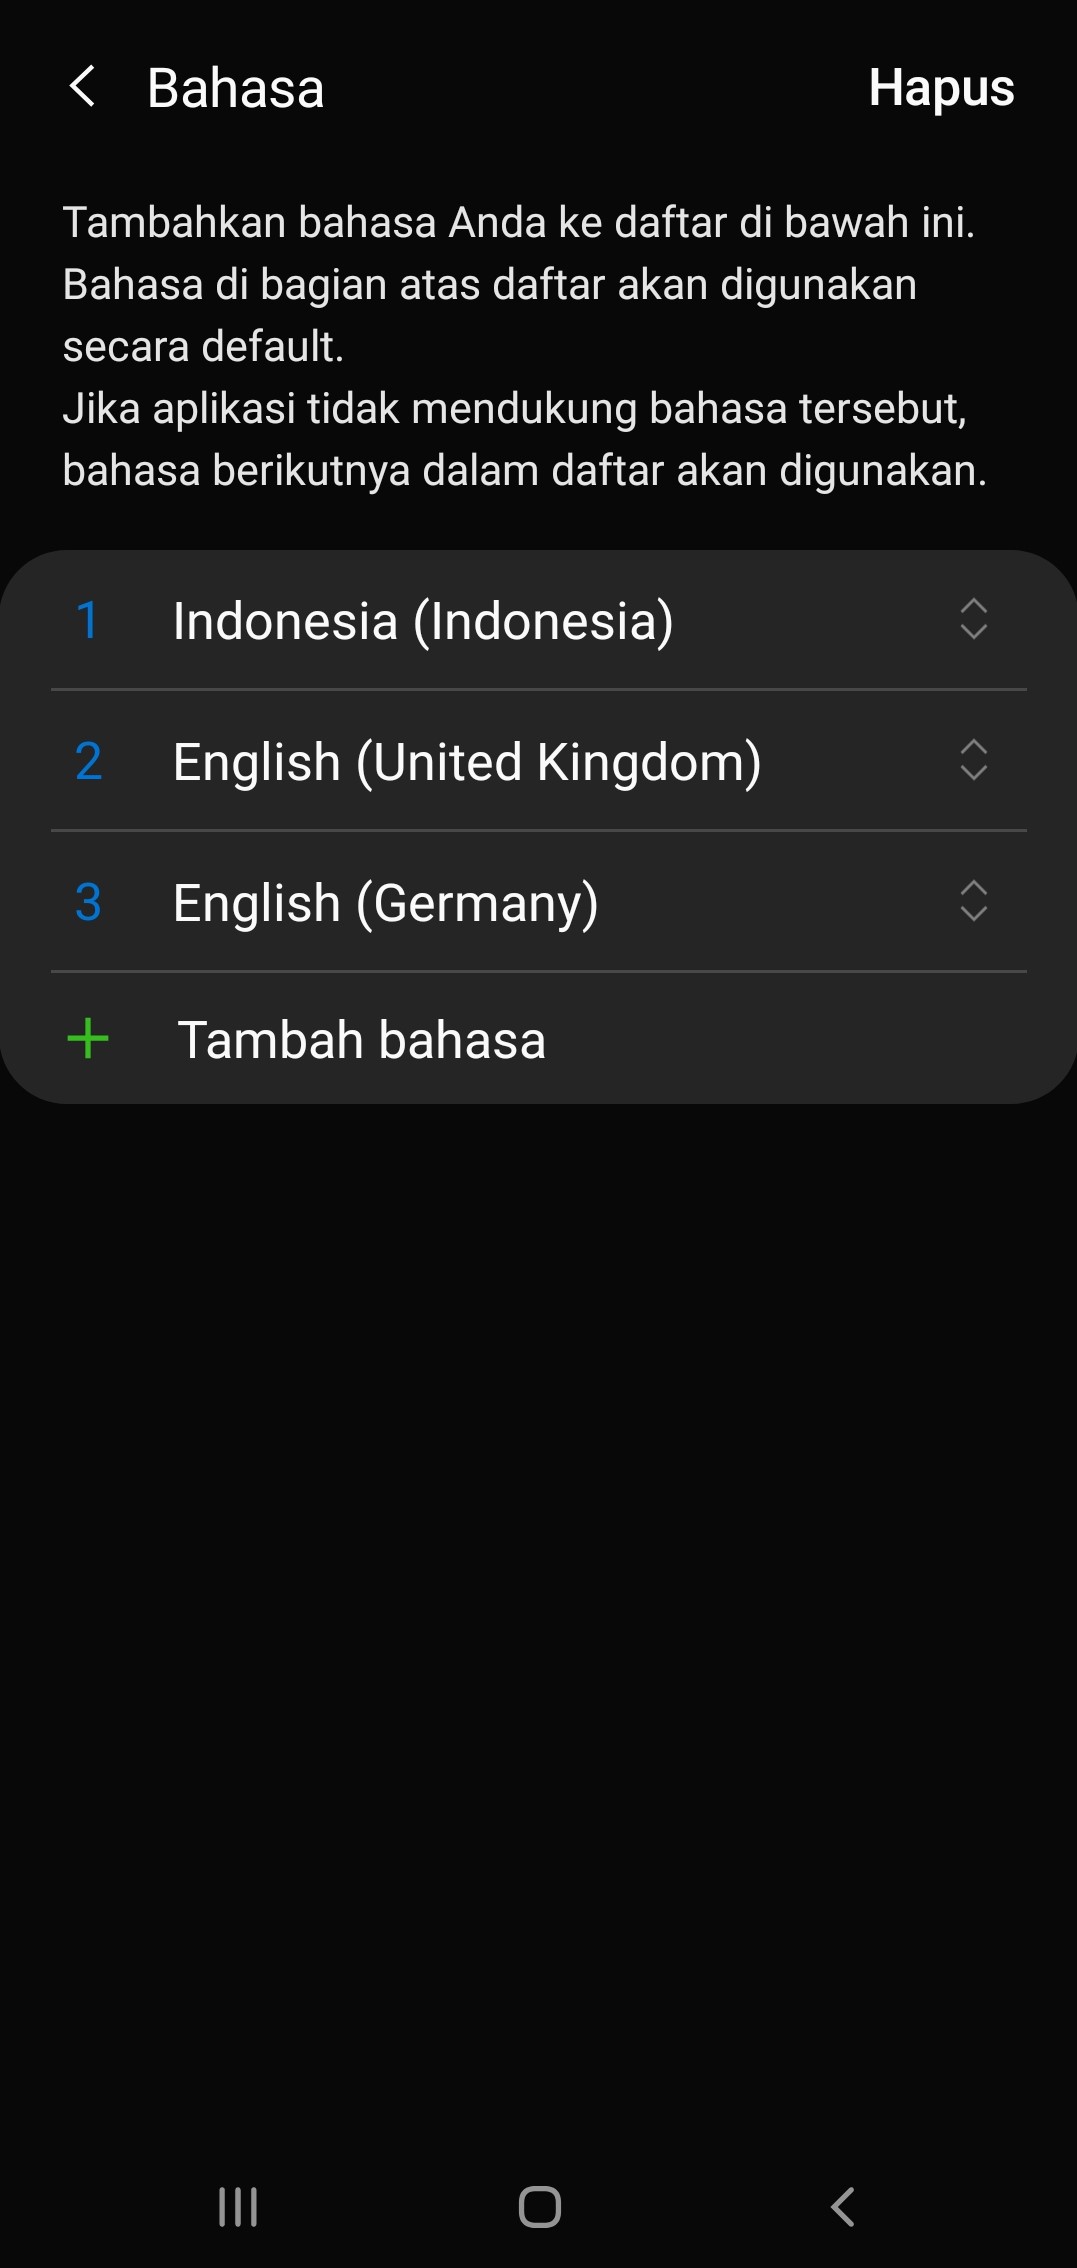 Bahasa
Hapus
Tambahkan bahasa Anda ke daftar di bawah ini.
Bahasa di bagian atas daftar akan digunakan
secara default.
Jika aplikasi tidak mendukung bahasa tersebut,
bahasa berikutnya dalam daftar akan digunakan.
1 Indonesia (Indonesia)
2 English (United Kingdom)
3 English (Germany)
Tambah bahasa